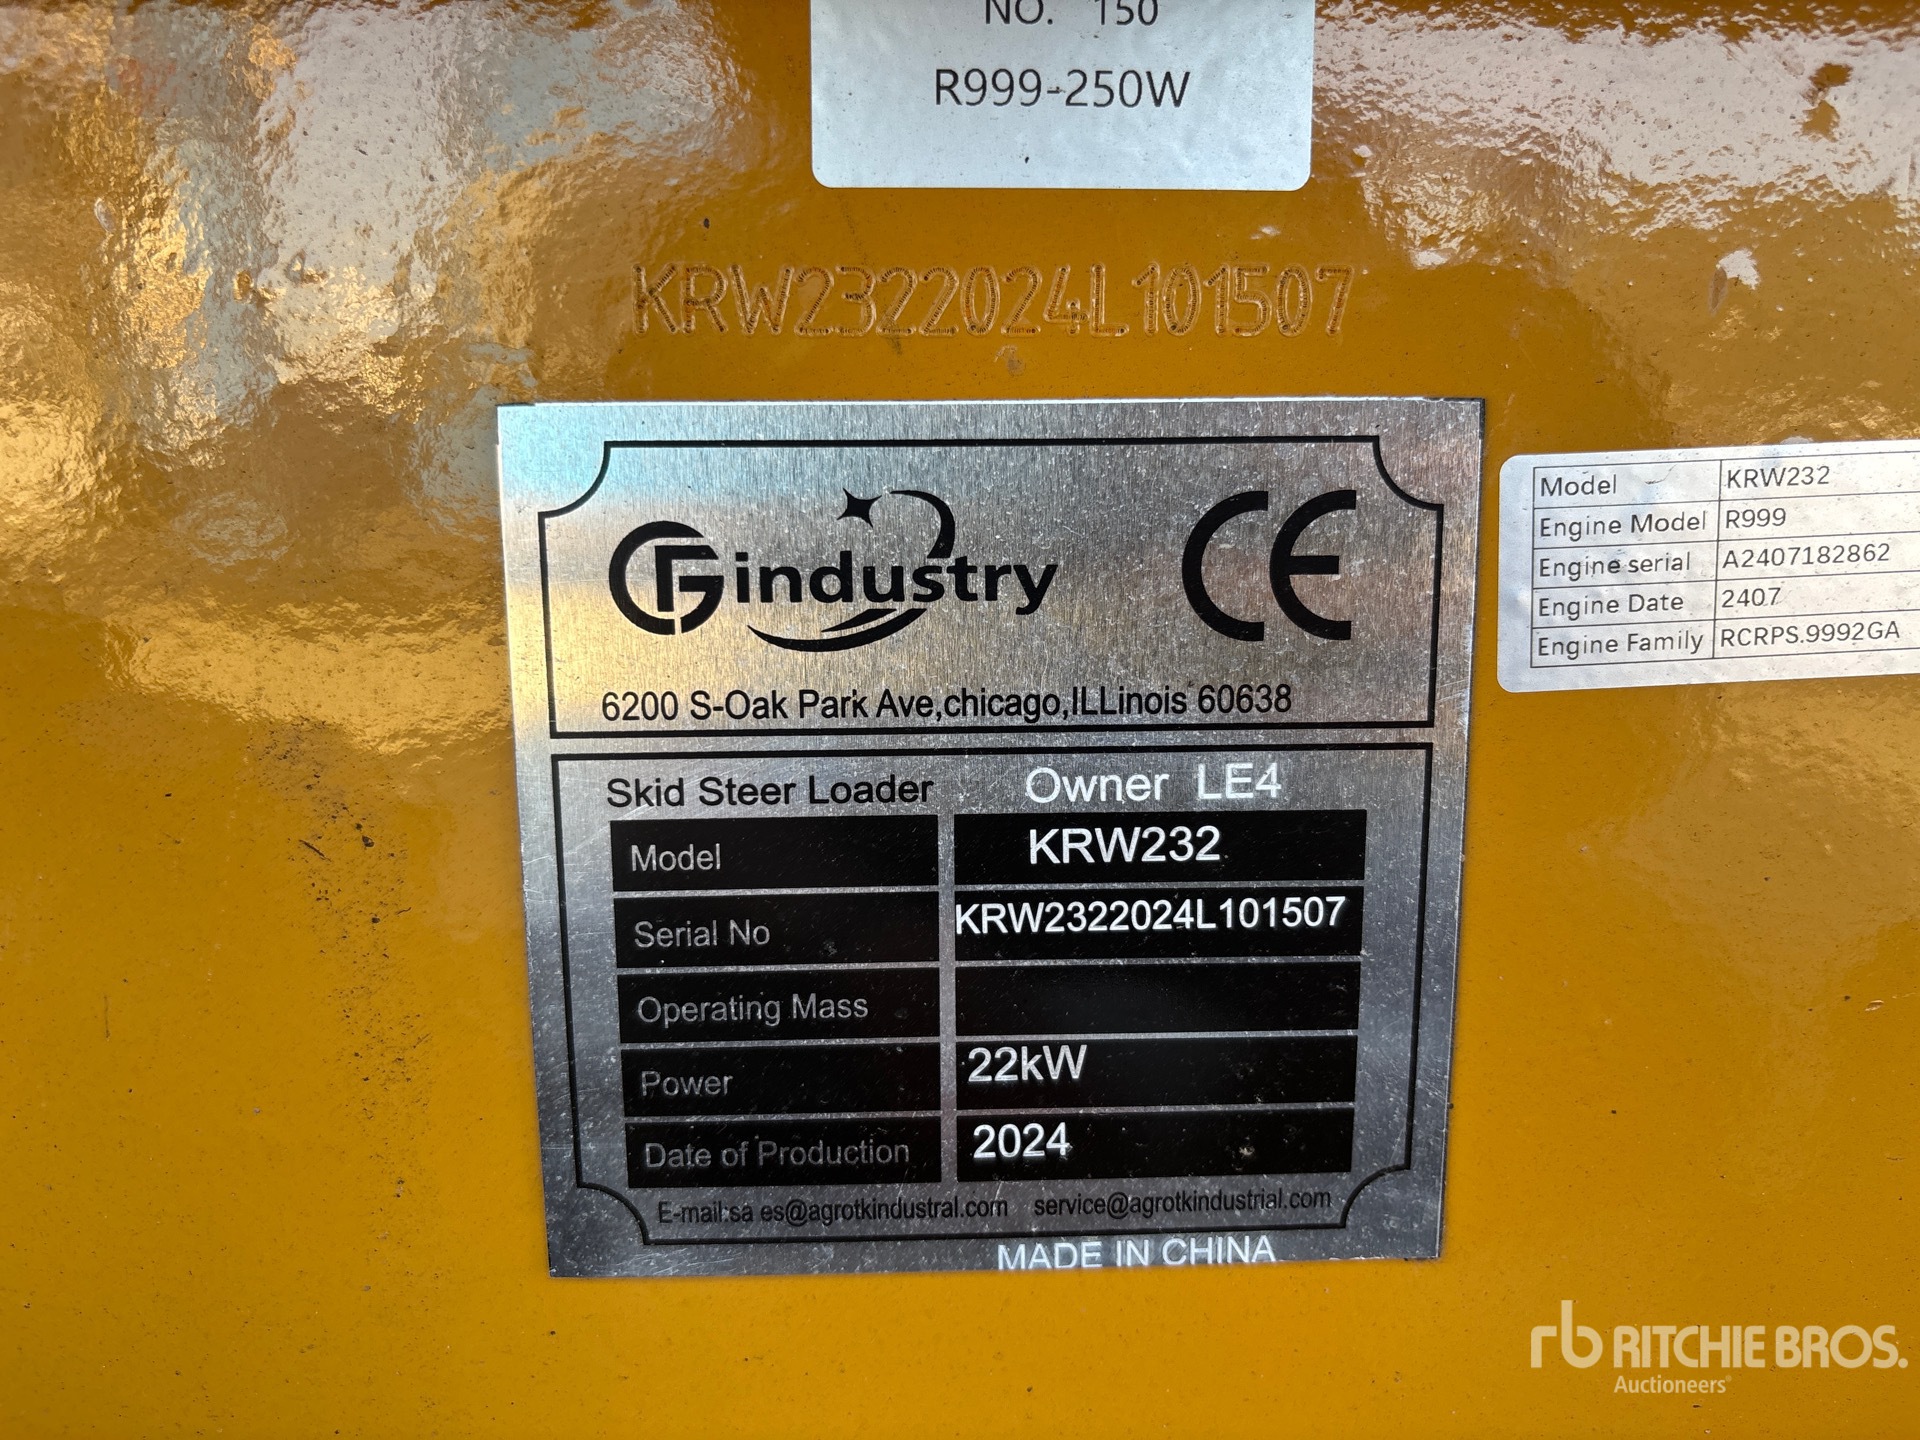 NO. 150
R999-250W
KRW2322024L101507
GFindustry CE
6200 S-Oak Park Ave,chicago,ILLinois 60638
Skid Steer Loader Owner LE4
Model KRW232
Serial No KRW2322024L101507
Operating Mass
Power 22kW
Date of Production 2024
E-mail:sa es@agrotkindustral.com service@agrotkindustrial.com
MADE IN CHINA
Model KRW232
Engine Model R999
Engine serial A2407182862
Engine Date 2407
Engine Family RCRPS.9992GA
rb RITCHIE BROS.
Auctioneers